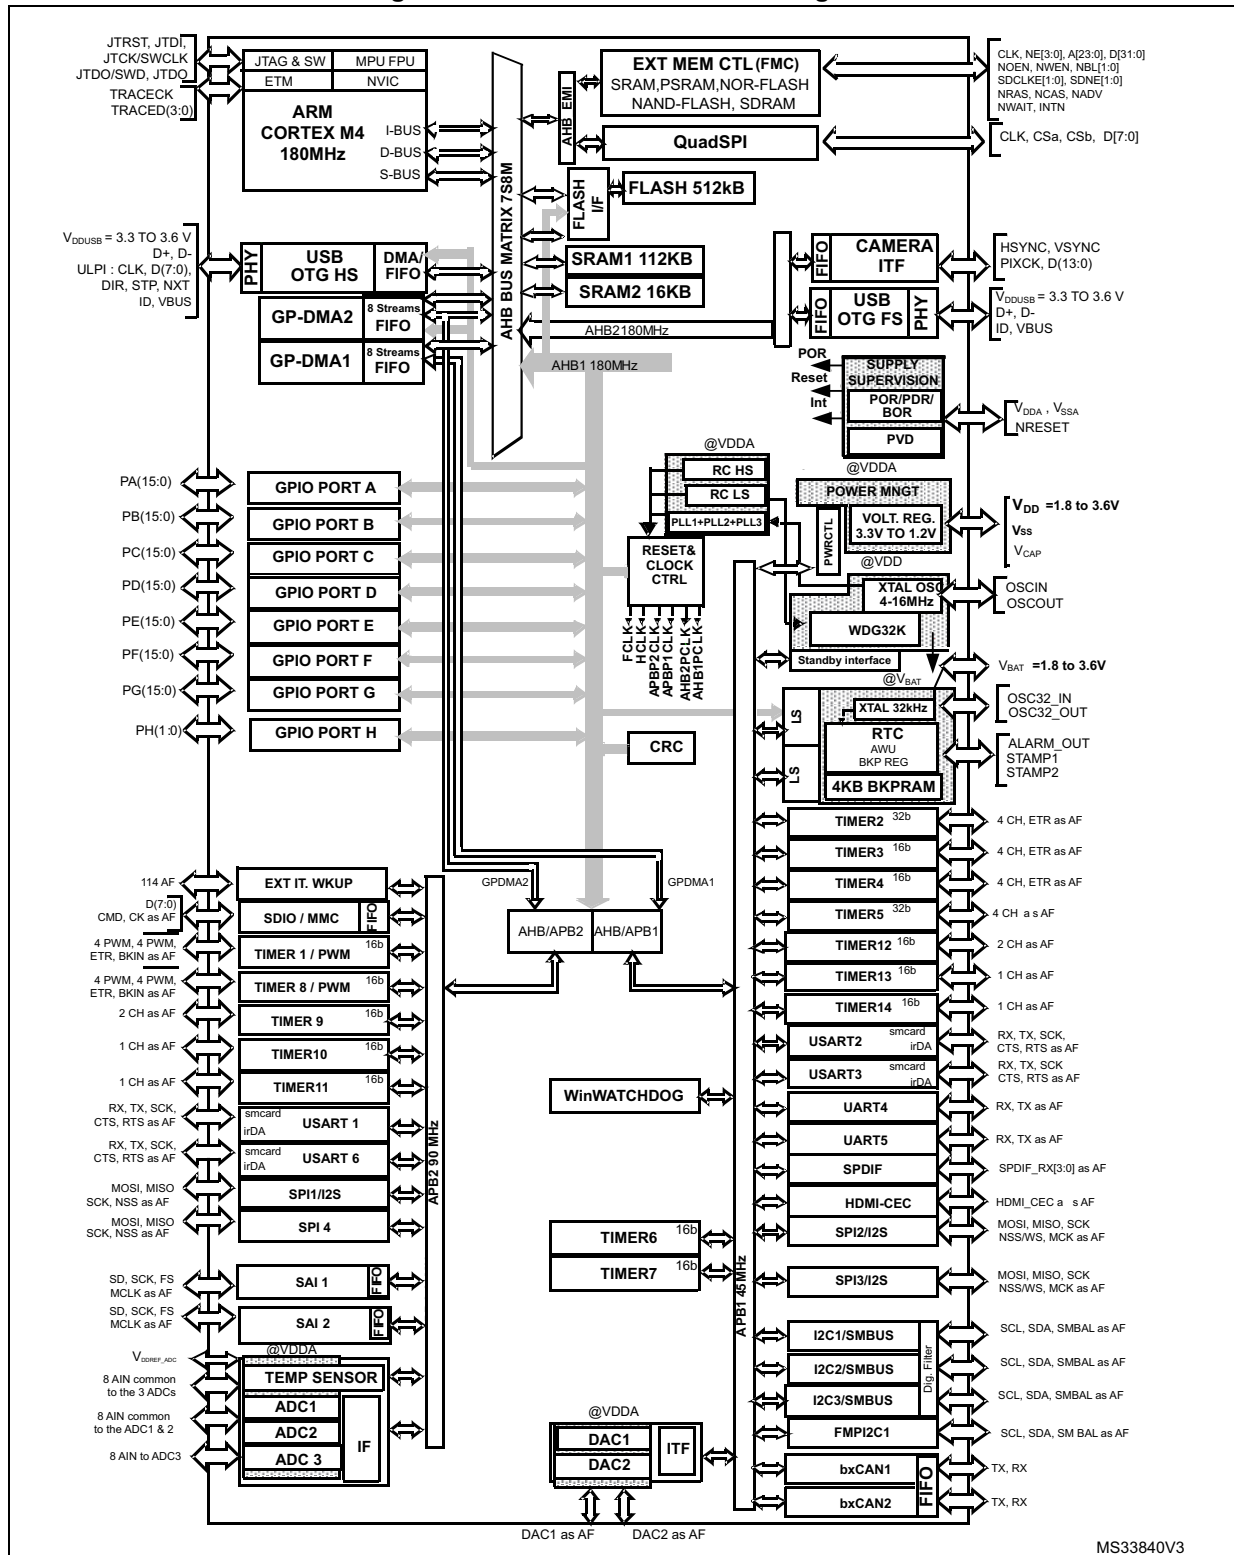 JTRST, JTDI,
JTCK/SWCLK
JTDO/SWD, JTDO
TRACECK
TRACED(3:0)
JTAG & SW
MPU FPU
ETM
NVIC
ARM
CORTEX M4
180MHz
I-BUS
D-BUS
S-BUS
AHB BUS MATRIX 7S8M
AHB EMI
EXT MEM CTL (FMC)
SRAM,PSRAM,NOR-FLASH
NAND-FLASH, SDRAM
CLK, NE[3:0], A[23:0], D[31:0]
NOEN, NWEN, NBL[1:0]
SDCLKE[1:0], SDNE[1:0]
NRAS, NCAS, NADV
NWAIT, INTN
QuadSPI
CLK, CSa, CSb, D[7:0]
FLASH
I/F
FLASH 512kB
SRAM1 112KB
SRAM2 16KB
VDDUSB = 3.3 TO 3.6 V
D+, D-
ULPI : CLK, D(7:0),
DIR, STP, NXT
ID, VBUS
PHY
USB
OTG HS
DMA/
FIFO
GP-DMA2
8 Streams
FIFO
GP-DMA1
8 Streams
FIFO
AHB2180MHz
AHB1 180MHz
FIFO
CAMERA
ITF
HSYNC, VSYNC
PIXCK, D(13:0)
FIFO
USB
OTG FS
PHY
VDDUSB = 3.3 TO 3.6 V
D+, D-
ID, VBUS
POR
Reset
Int
SUPPLY
SUPERVISION
POR/PDR/
BOR
PVD
VDDA , VSSA
NRESET
@VDDA
RC HS
RC LS
PLL1+PLL2+PLL3
@VDDA
POWER MNGT
VOLT. REG.
3.3V TO 1.2V
PWRCTL
VDD =1.8 to 3.6V
VSS
VCAP
RESET&
CLOCK
CTRL
FCLK
HCLK
APBP2CLK
APBP1CLK
AHB2PCLK
AHB1PCLK
@VDD
XTAL OSC
4-16MHz
OSCIN
OSCOUT
WDG32K
Standby interface
@VBAT
VBAT =1.8 to 3.6V
LS
LS
XTAL 32kHz
OSC32_IN
OSC32_OUT
RTC
AWU
BKP REG
4KB BKPRAM
ALARM_OUT
STAMP1
STAMP2
PA(15:0)
GPIO PORT A
PB(15:0)
GPIO PORT B
PC(15:0)
GPIO PORT C
PD(15:0)
GPIO PORT D
PE(15:0)
GPIO PORT E
PF(15:0)
GPIO PORT F
PG(15:0)
GPIO PORT G
PH(1:0)
GPIO PORT H
CRC
GPDMA2
GPDMA1
AHB/APB2
AHB/APB1
114 AF
EXT IT. WKUP
D(7:0)
CMD, CK as AF
SDIO / MMC
FIFO
4 PWM, 4 PWM,
ETR, BKIN as AF
TIMER 1 / PWM
16b
4 PWM, 4 PWM,
ETR, BKIN as AF
TIMER 8 / PWM
16b
2 CH as AF
TIMER 9
16b
1 CH as AF
TIMER10
16b
1 CH as AF
TIMER11
16b
RX, TX, SCK,
CTS, RTS as AF
smcard
irDA
USART 1
RX, TX, SCK,
CTS, RTS as AF
smcard
irDA
USART 6
MOSI, MISO
SCK, NSS as AF
SPI1/I2S
MOSI, MISO
SCK, NSS as AF
SPI 4
SD, SCK, FS
MCLK as AF
SAI 1
FIFO
SD, SCK, FS
MCLK as AF
SAI 2
FIFO
APB2 90 MHz
@VDDA
VDDREF_ADC
TEMP SENSOR
8 AIN common
to the 3 ADCs
ADC1
8 AIN common
to the ADC1 & 2
ADC2
8 AIN to ADC3
ADC 3
IF
WinWATCHDOG
TIMER6
16b
TIMER7
16b
@VDDA
DAC1
DAC2
ITF
DAC1 as AF
DAC2 as AF
APB1 45 MHz
TIMER2
32b
4 CH, ETR as AF
TIMER3
16b
4 CH, ETR as AF
TIMER4
16b
4 CH, ETR as AF
TIMER5
32b
4 CH a s AF
TIMER12
16b
2 CH as AF
TIMER13
16b
1 CH as AF
TIMER14
16b
1 CH as AF
USART2
smcard
irDA
RX, TX, SCK,
CTS, RTS as AF
USART3
smcard
irDA
RX, TX, SCK
CTS, RTS as AF
UART4
RX, TX as AF
UART5
RX, TX as AF
SPDIF
SPDIF_RX[3:0] as AF
HDMI-CEC
HDMI_CEC a s AF
SPI2/I2S
MOSI, MISO, SCK
NSS/WS, MCK as AF
SPI3/I2S
MOSI, MISO, SCK
NSS/WS, MCK as AF
I2C1/SMBUS
SCL, SDA, SMBAL as AF
I2C2/SMBUS
SCL, SDA, SMBAL as AF
I2C3/SMBUS
SCL, SDA, SMBAL as AF
Dig. Filter
FMPI2C1
SCL, SDA, SM BAL as AF
bxCAN1
TX, RX
bxCAN2
TX, RX
FIFO
MS33840V3